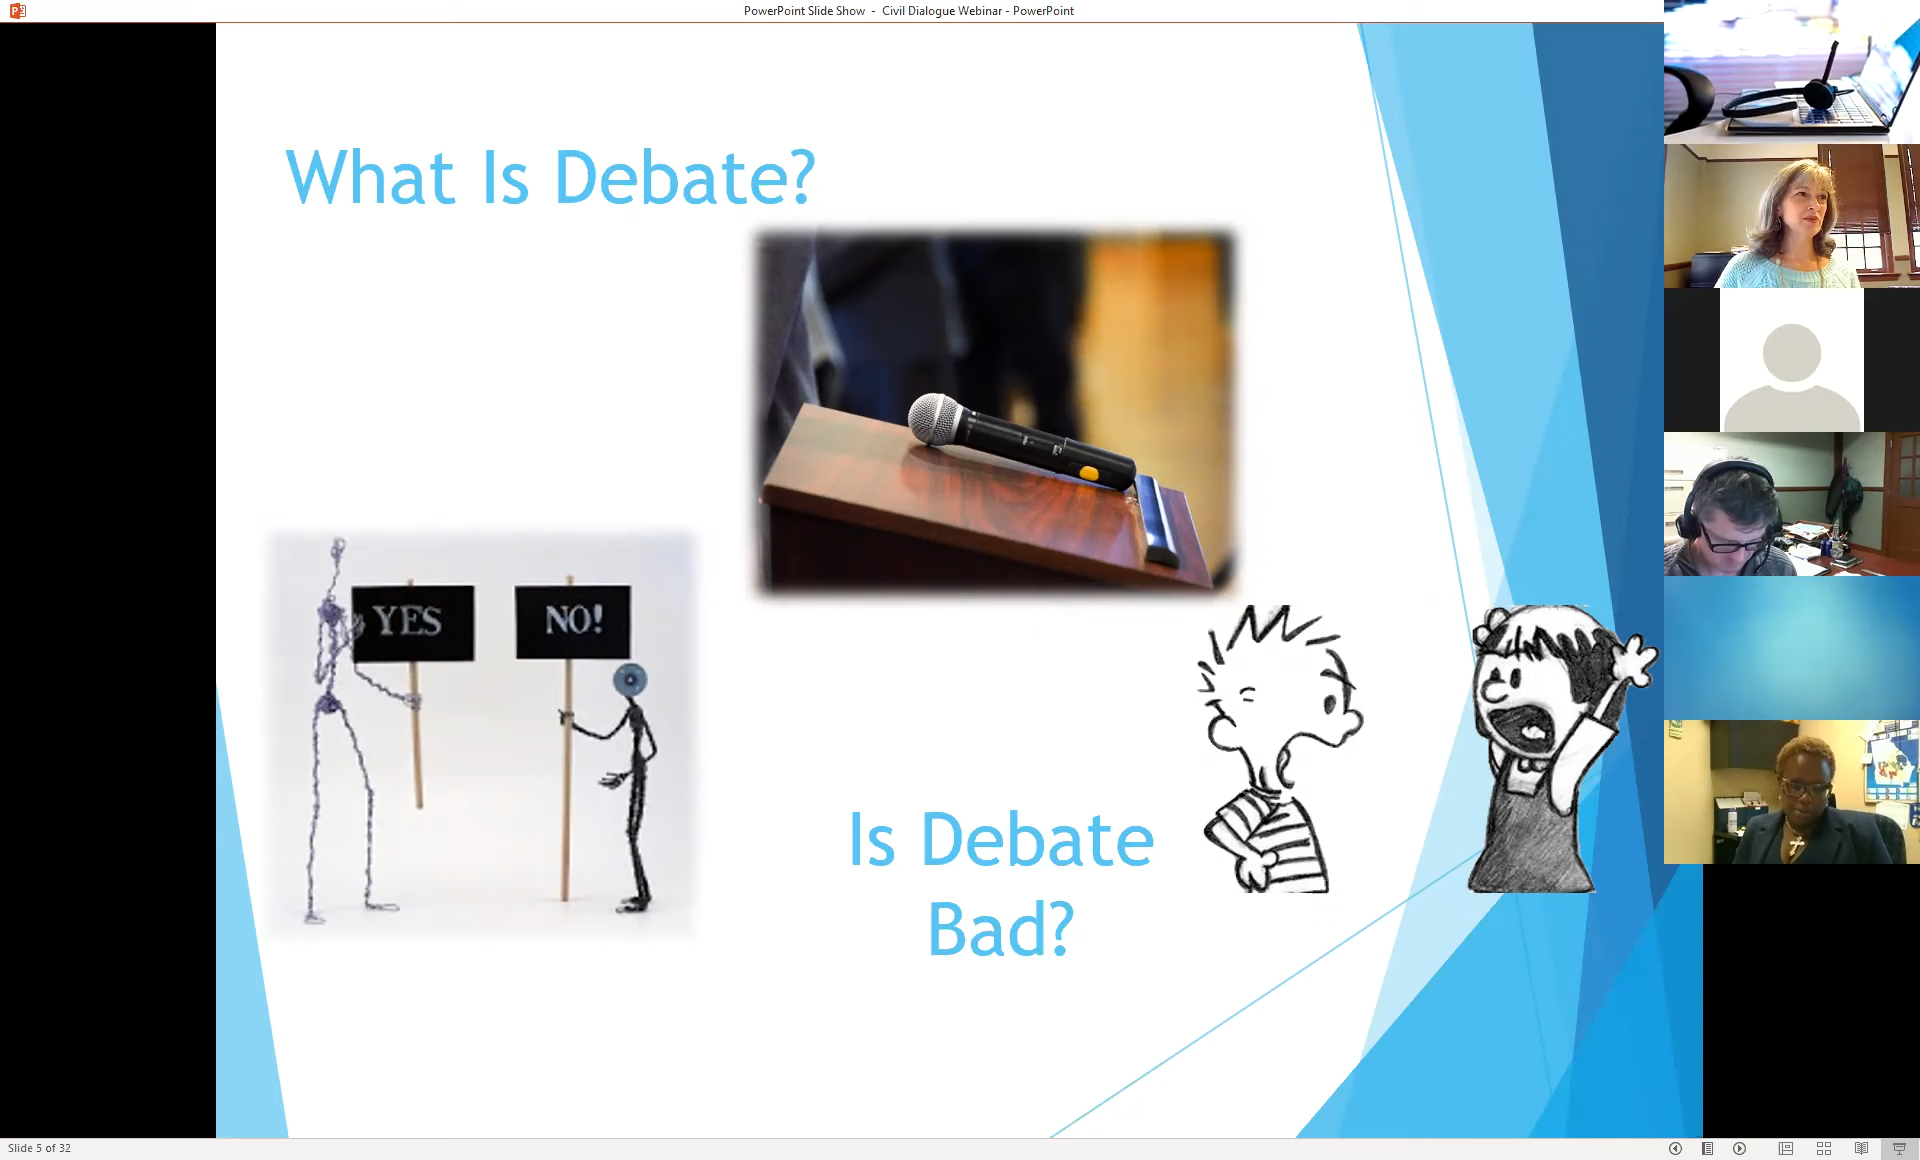 PowerPoint Slide Show - Civil Dialogue Webinar - PowerPoint
What Is Debate?
YES
NO!
Is Debate
Bad?
Slide 5 of 32